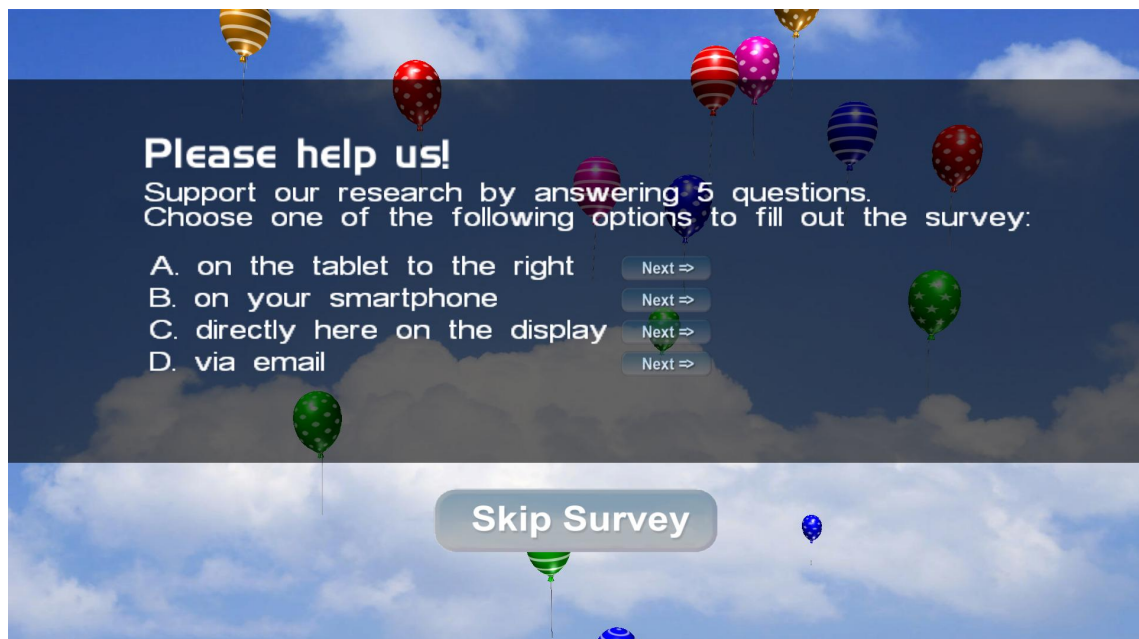 Please help us!
Support our research by answering 5 questions.
Choose one of the following options to fill out the survey:
A. on the tablet to the right Next ⇨
B. on your smartphone Next ⇨
C. directly here on the display Next ⇨
D. via email Next ⇨
Skip Survey